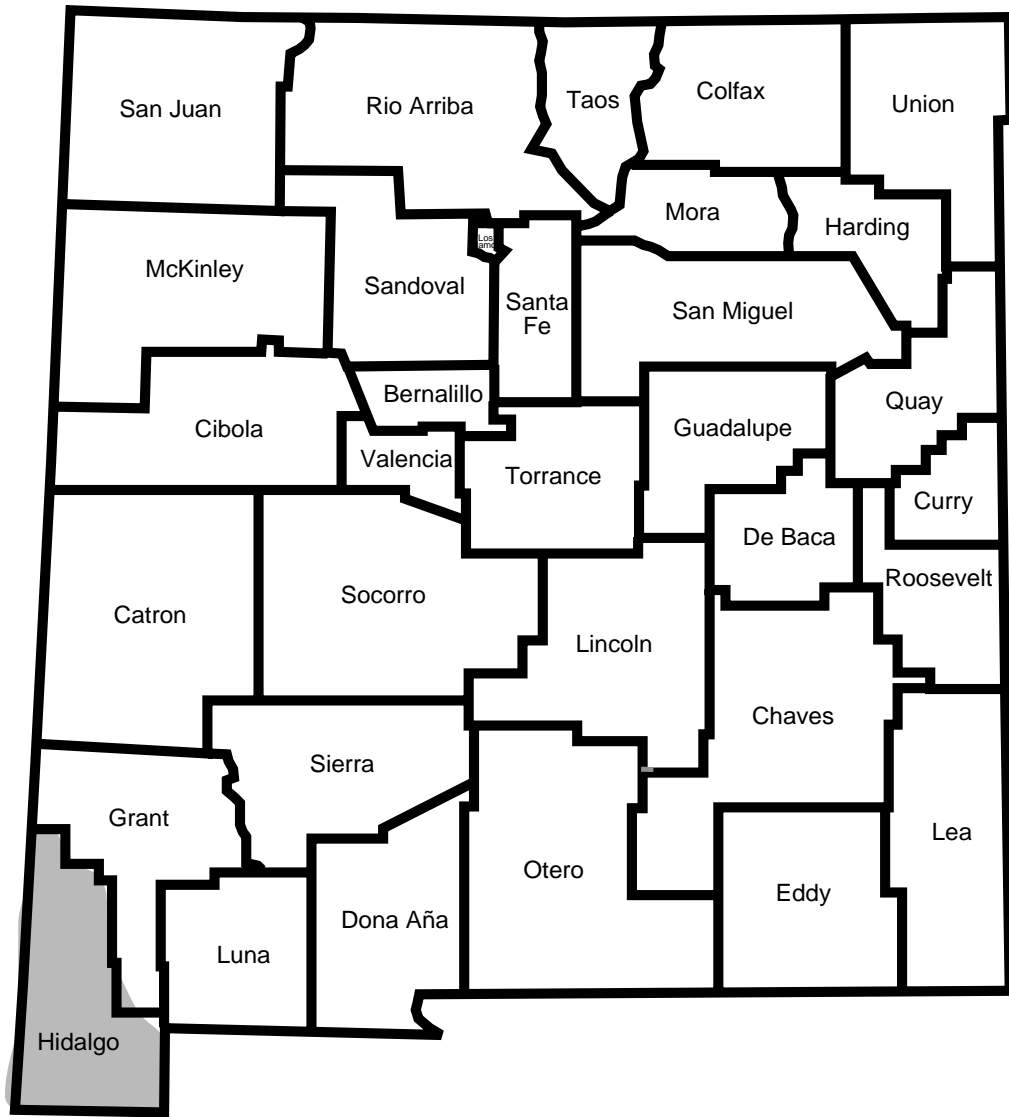 San Juan
Rio Arriba
Taos
Colfax
Union
Mora
Harding
Los
McKinley
Sandoval
Santa
Fe
San Miguel
Bernalillo
Quay
Cibola
Guadalupe
Valencia
Torrance
Curry
De Baca
Roosevelt
Socorro
Catron
Lincoln
Chaves
Sierra
Grant
Lea
Otero
Eddy
Dona Aña
Luna
Hidalgo